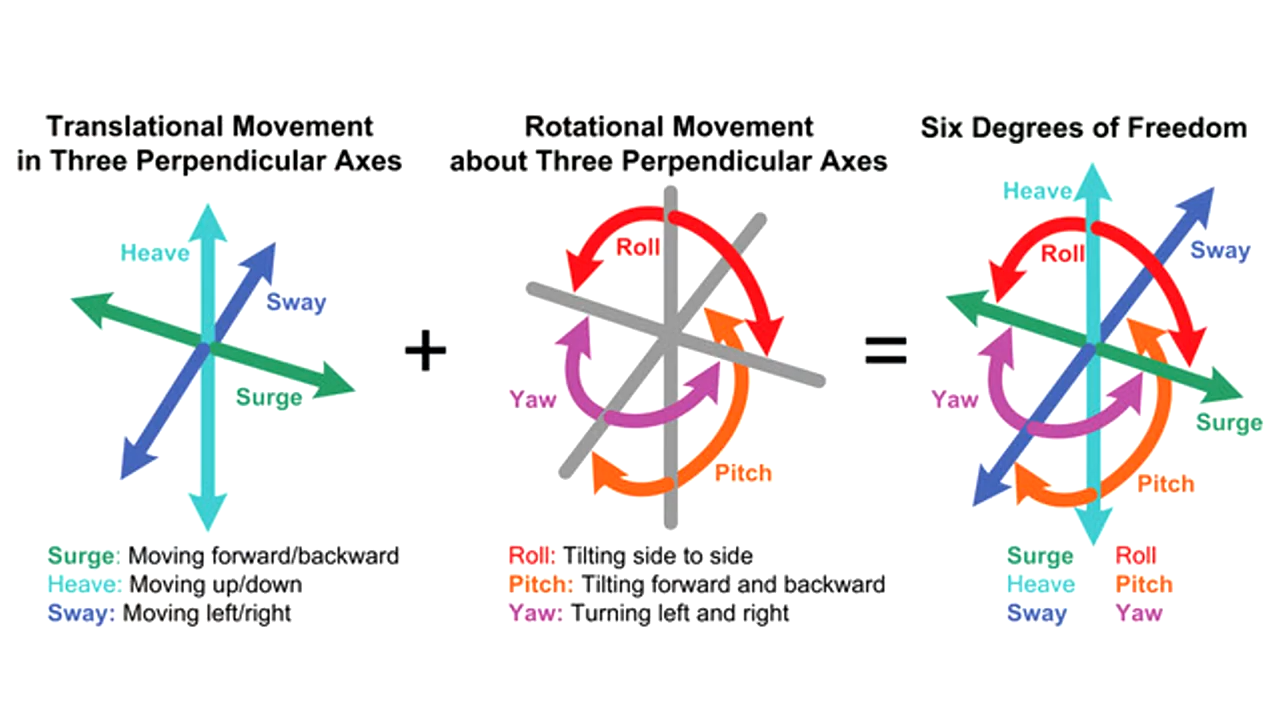 Translational Movement
in Three Perpendicular Axes
Heave
Sway
Surge
Surge: Moving forward/backward
Heave: Moving up/down
Sway: Moving left/right
+
Rotational Movement
about Three Perpendicular Axes
Roll
Yaw
Pitch
Roll: Tilting side to side
Pitch: Tilting forward and backward
Yaw: Turning left and right
=
Six Degrees of Freedom
Heave
Roll
Sway
Yaw
Surge
Pitch
Surge Roll
Heave Pitch
Sway Yaw